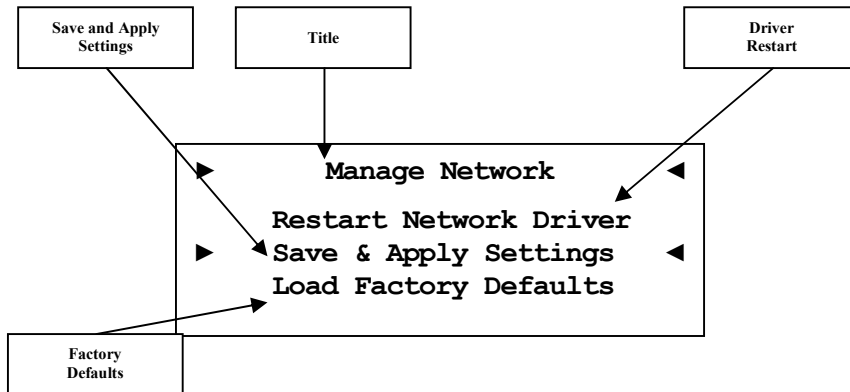 Save and Apply
Settings
Title
Driver
Restart
► Manage Network ◄
Restart Network Driver
► Save & Apply Settings ◄
Load Factory Defaults
Factory
Defaults